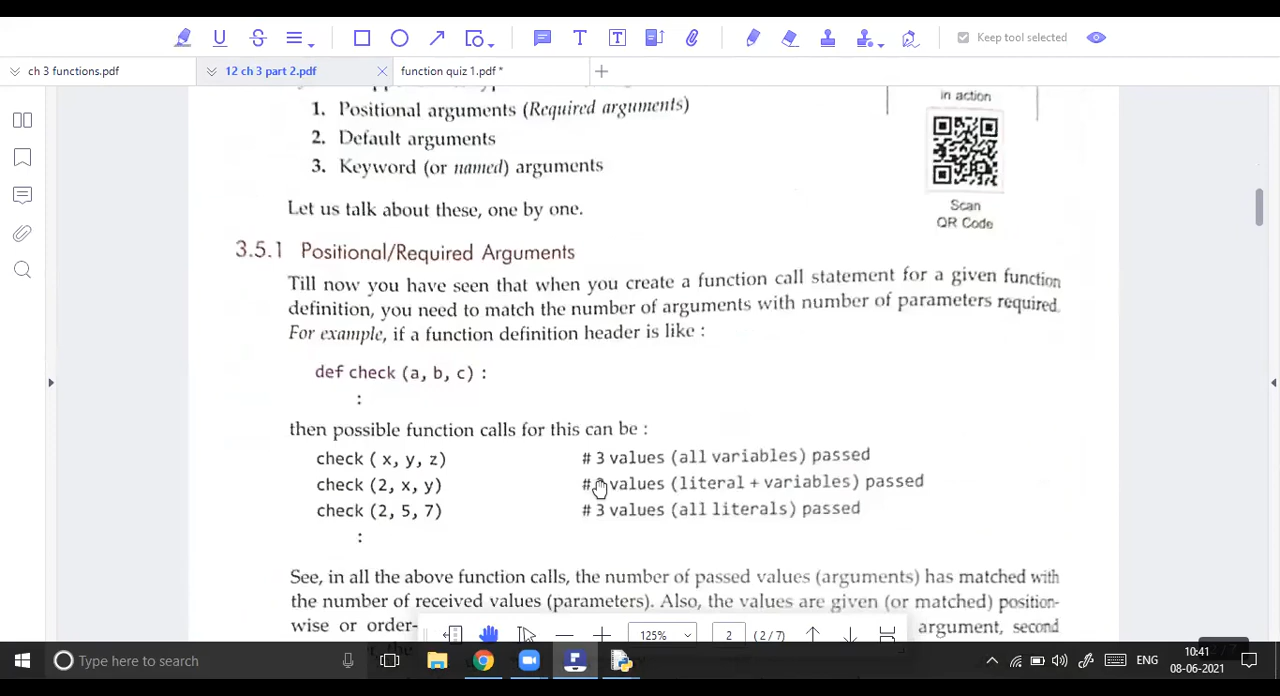 Keep tool selected
ch 3 functions.pdf
12 ch 3 part 2.pdf
function quiz 1.pdf *
in action
1. Positional arguments (Required arguments)
2. Default arguments
3. Keyword (or named) arguments
Scan
QR Code
Let us talk about these, one by one.
3.5.1 Positional/Required Arguments
Till now you have seen that when you create a function call statement for a given function
definition, you need to match the number of arguments with number of parameters required.
For example, if a function definition header is like :
def check (a, b, c) :
:
then possible function calls for this can be :
check ( x, y, z) # 3 values (all variables) passed
check (2, x, y) # values (literal + variables) passed
check (2, 5, 7) # 3 values (all literals) passed
:
See, in all the above function calls, the number of passed values (arguments) has matched with
the number of received values (parameters). Also, the values are given (or matched) position-
wise or order- argument, second
125% 2 (2/7)
Type here to search
ENG
10:41
08-06-2021